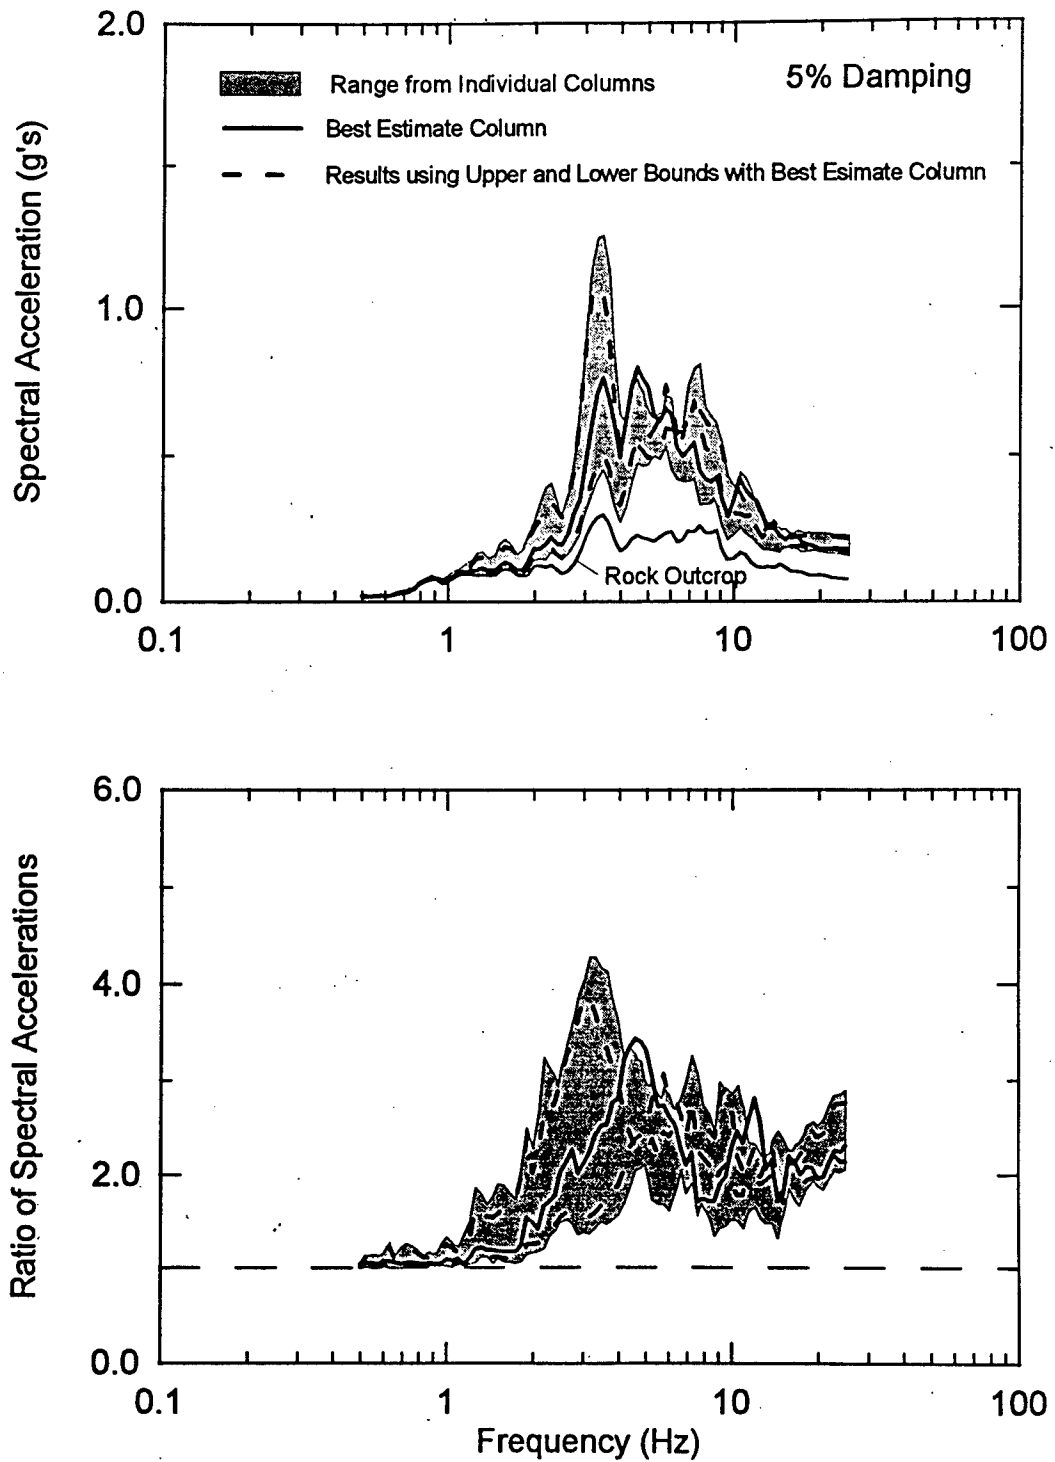 2.0
5% Damping
Range from Individual Columns
Best Estimate Column
Results using Upper and Lower Bounds with Best Esimate Column
Spectral Acceleration (g's)
1.0
Rock Outcrop
0.0
0.1 1 10 100
6.0
Ratio of Spectral Accelerations
4.0
2.0
0.0
0.1 1 10 100
Frequency (Hz)